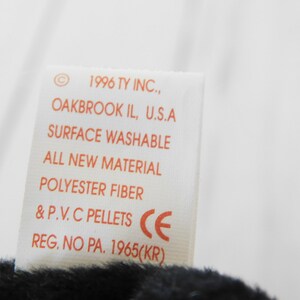 © 1996 TY INC.,
OAKBROOK IL, U.S.A
SURFACE WASHABLE
ALL NEW MATERIAL
POLYESTER FIBER
& P.V.C PELLETS CE
REG. NO PA. 1965(KR)